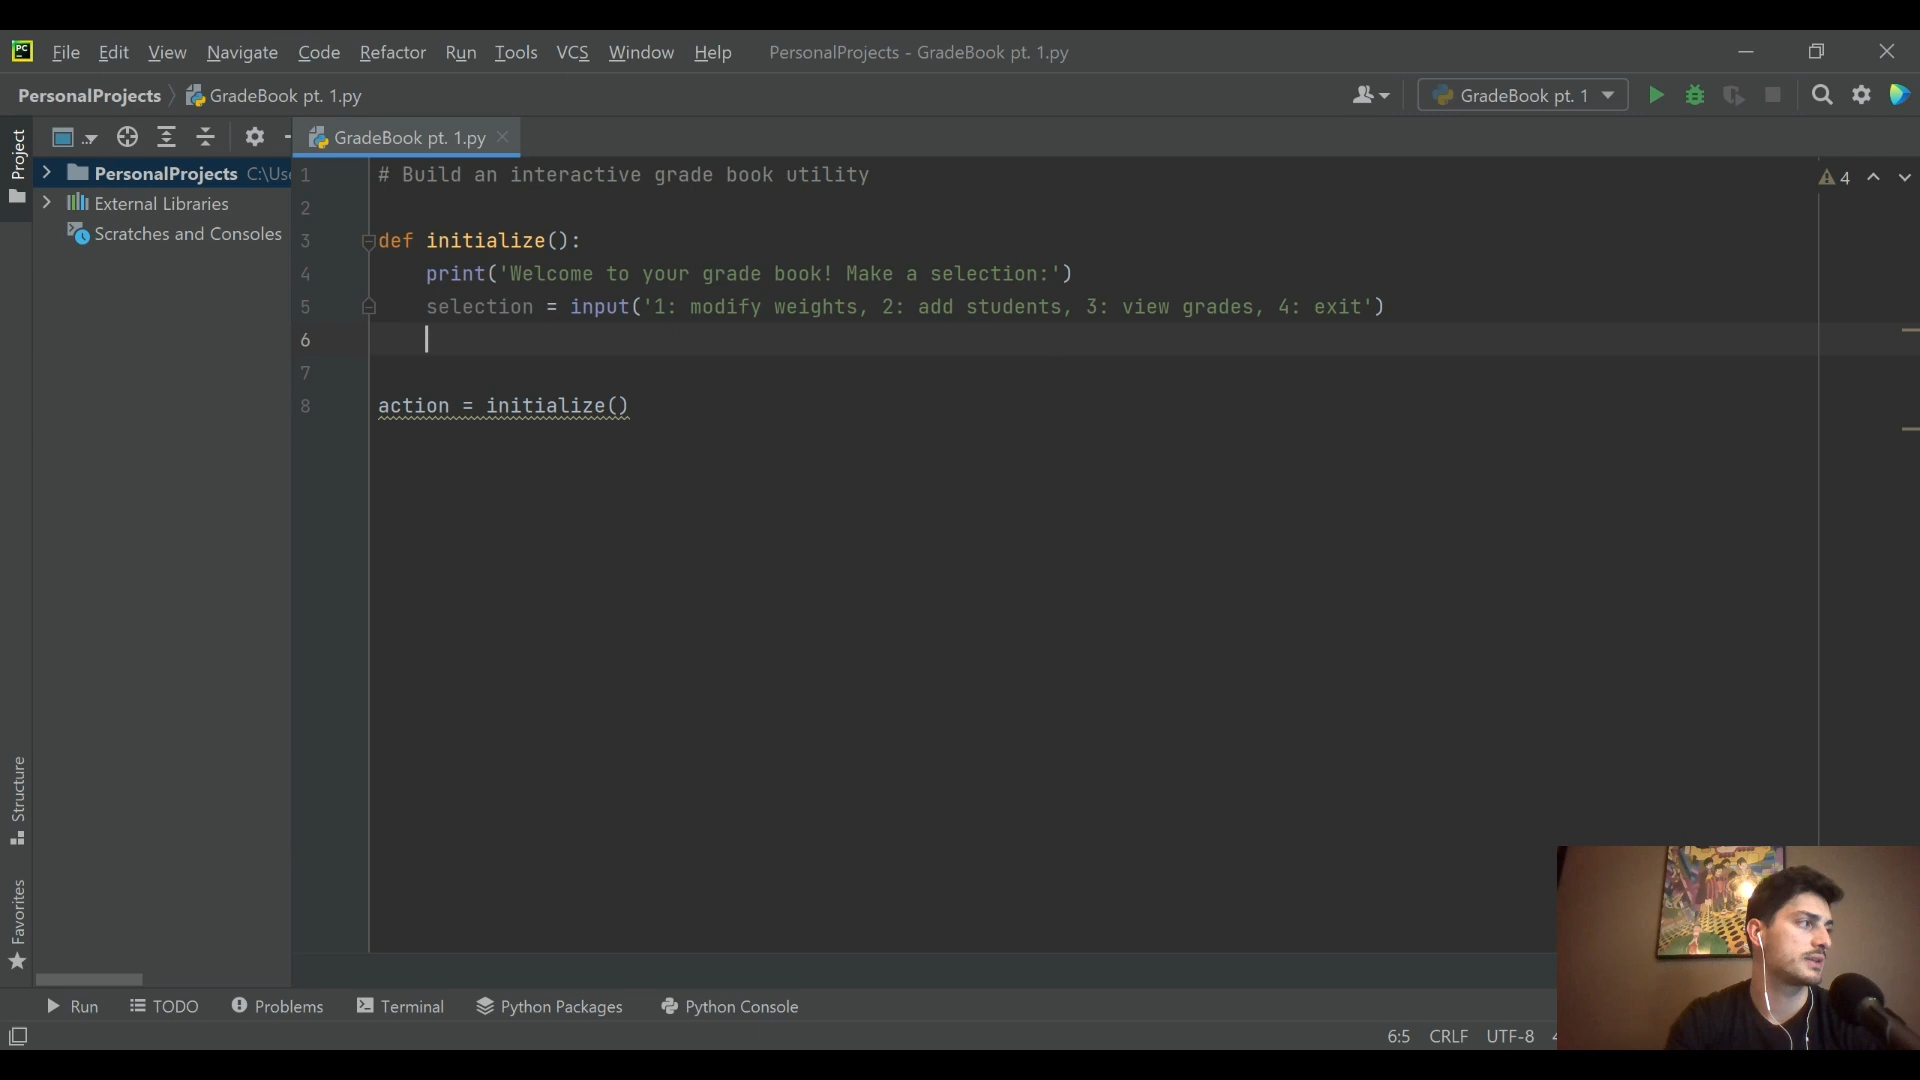 PC
File Edit View Navigate Code Refactor Run Tools VCS Window Help PersonalProjects - GradeBook pt. 1.py
PersonalProjects GradeBook pt. 1.py GradeBook pt. 1
Project
GradeBook pt. 1.py
PersonalProjects C:\Use
External Libraries
Scratches and Consoles
1 # Build an interactive grade book utility
4
2
3 def initialize():
4 print('Welcome to your grade book! Make a selection:')
5 selection = input('1: modify weights, 2: add students, 3: view grades, 4: exit')
6
7
8 action = initialize()
Structure
Favorites
Run TODO Problems Terminal Python Packages Python Console
6:5 CRLF UTF-8